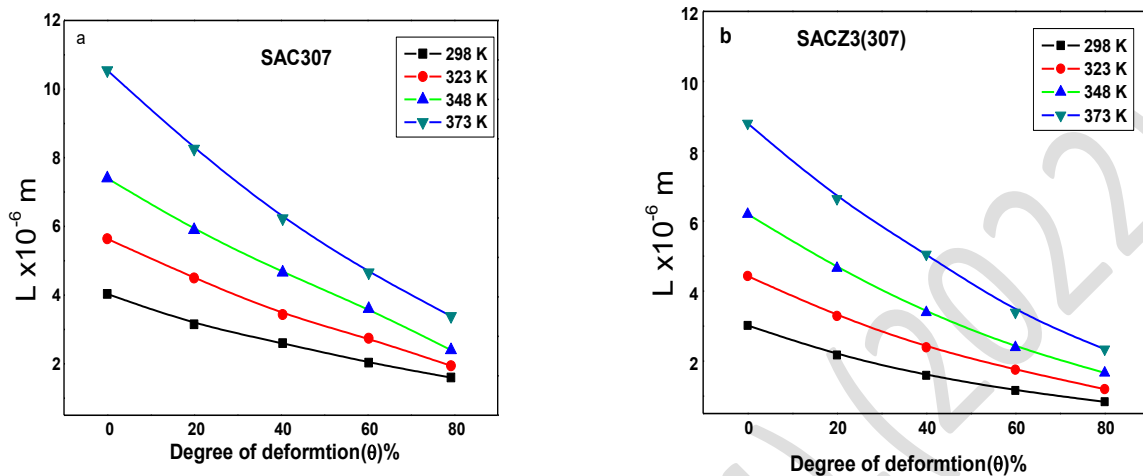 a
SAC307
298 K
323 K
348 K
373 K
12
10
8
6
4
2
L x10⁻⁶ m
0 20 40 60 80
Degree of deformtion(θ)%
b
SACZ3(307)
298 K
323 K
348 K
373 K
12
10
8
6
4
2
L x10⁻⁶ m
0 20 40 60 80
Degree of deformtion(θ)%